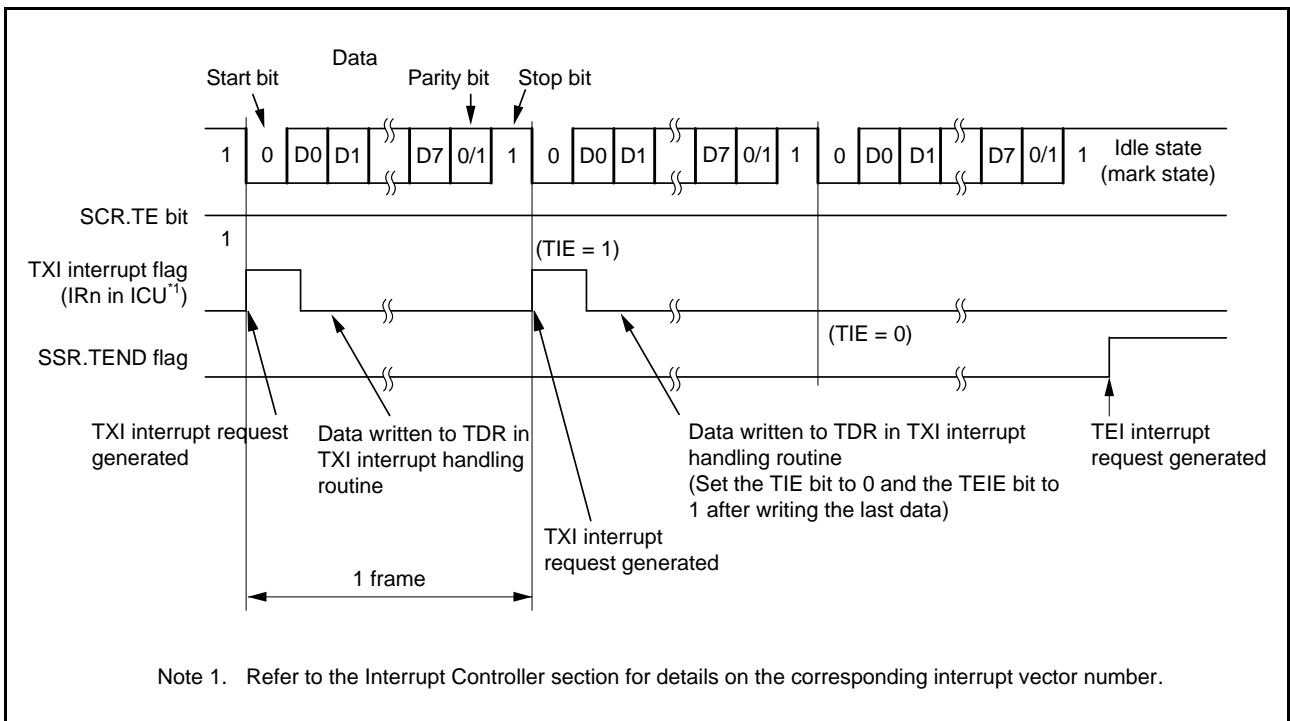 Data
Start bit
Parity bit
Stop bit
1 0 D0 D1 D7 0/1 1 0 D0 D1 D7 0/1 1 0 D0 D1 D7 0/1 1
Idle state
(mark state)
SCR.TE bit
1
(TIE = 1)
TXI interrupt flag
(IRn in ICU*1)
(TIE = 0)
SSR.TEND flag
TXI interrupt request
generated
Data written to TDR in
TXI interrupt handling
routine
Data written to TDR in TXI interrupt
handling routine
(Set the TIE bit to 0 and the TEIE bit to
1 after writing the last data)
TEI interrupt
request generated
TXI interrupt
request generated
1 frame
Note 1. Refer to the Interrupt Controller section for details on the corresponding interrupt vector number.